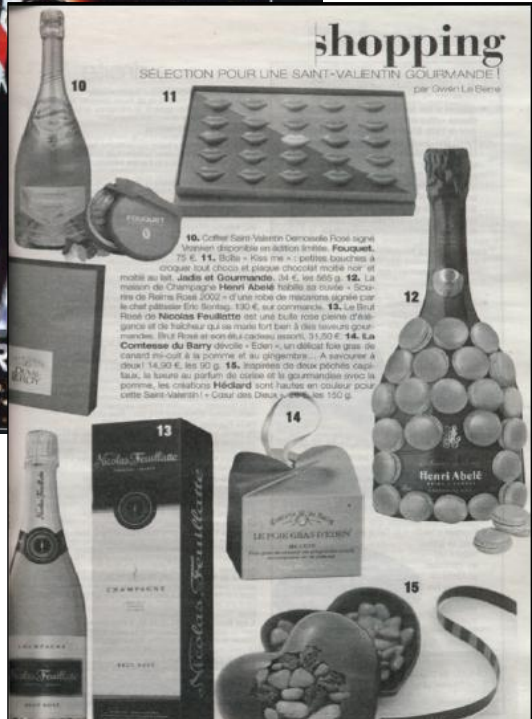 shopping
SÉLECTION POUR UNE SAINT-VALENTIN GOURMANDE !
par Gwén Le Berre
10
11
FOUQUET
10. Coffret Saint-Valentin Demoiselle Rosé signé
Vranken disponible en édition limitée. Fouquet.
75 €. 11. Boîte « Kiss me » : petites bouches à
croquer tout choco et plaque chocolat moitié noir et
moitié au lait. Jadis et Gourmande. 34 €, les 565 g. 12. La
maison de Champagne Henri Abelé habille sa cuvée « Sou-
rire de Reims Rosé 2002 » d'une robe de macarons signée par
le chef pâtissier Eric Sontag. 130 €, sur commande. 13. Le Brut
Rosé de Nicolas Feuillatte est une bulle rose pleine d'élé-
gance et de fraîcheur qui se marie fort bien à des saveurs gour-
mandes. Brut Rosé et son étui cadeau assorti, 31,50 €. 14. La
Comtesse du Barry dévoile « Eden », un délicat foie gras de
canard mi-cuit à la pomme et au gingembre... A savourer à
deux! 14,90 €, les 90 g. 15. Inspirées de deux péchés capi-
taux, la luxure au parfum de cerise et la gourmandise avec la
pomme, les créations Hédiard sont hautes en couleur pour
cette Saint-Valentin! « Cœur des Dieux », les 150 g.
12
Henri Abelé
13
Nicolas Feuillatte
CHAMPAGNE
BRUT ROSÉ
Nicolas Feuillatte
14
LE FOIE GRAS D'EDEN
15
Nicolas Feuillatte
CHAMPAGNE
BRUT ROSÉ